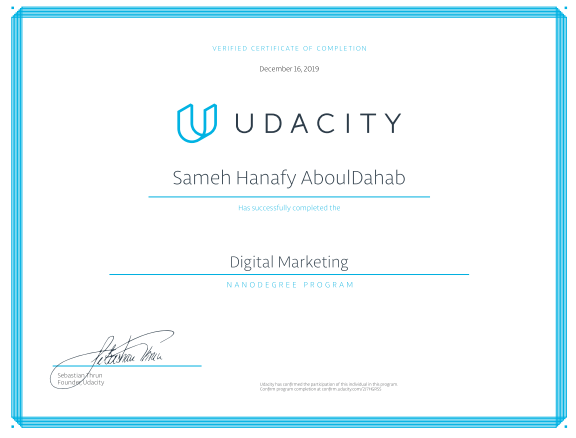 VERIFIED CERTIFICATE OF COMPLETION
December 16, 2019
UDACITY
Sameh Hanafy AboulDahab
Has successfully completed the
Digital Marketing
NANODEGREE PROGRAM
Sebastian Thrun
Founder, Udacity
Udacity has confirmed the participation of this individual in this program.
Confirm program completion at confirm.udacity.com/